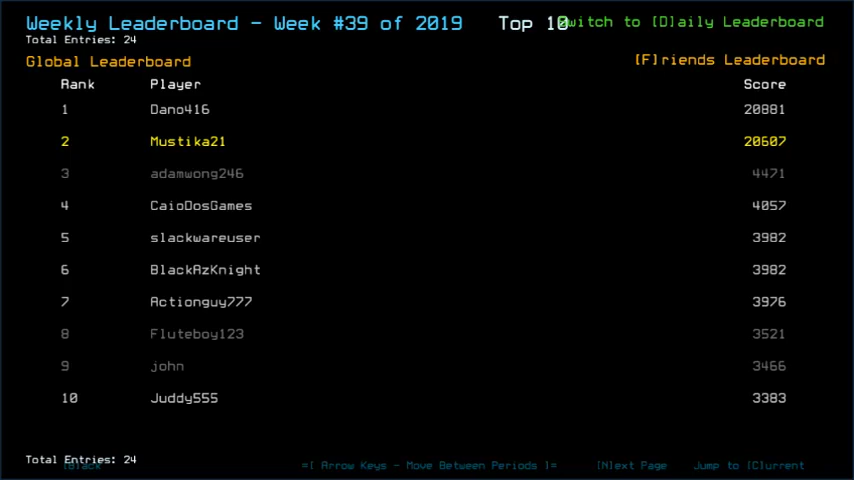 Weekly Leaderboard - Week #39 of 2019 Top 10 witch to [D]aily Leaderboard
Total Entries: 24
Global Leaderboard [F]riends Leaderboard
Rank Player Score
1 Dano416 20881
2 Mustika21 20607
3 adamwong246 4471
4 CaioDosGames 4057
5 slackwareuser 3982
6 BlackAzKnight 3982
7 Actionguy777 3976
8 Fluteboy123 3521
9 john 3466
10 Juddy555 3383
Total Entries: 24
=[ Arrow Keys - Move Between Periods ]= [N]ext Page Jump to [C]urrent